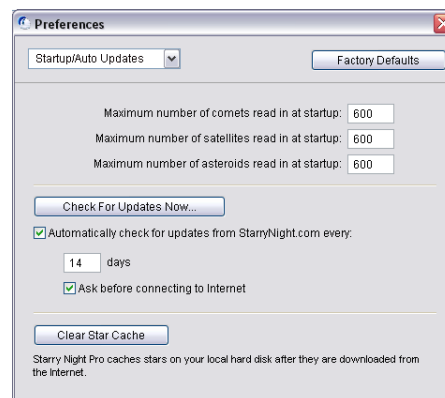 Preferences
Startup/Auto Updates
Factory Defaults
Maximum number of comets read in at startup: 600
Maximum number of satellites read in at startup: 600
Maximum number of asteroids read in at startup: 600
Check For Updates Now...
Automatically check for updates from StarryNight.com every:
14 days
Ask before connecting to Internet
Clear Star Cache
Starry Night Pro caches stars on your local hard disk after they are downloaded from
the Internet.